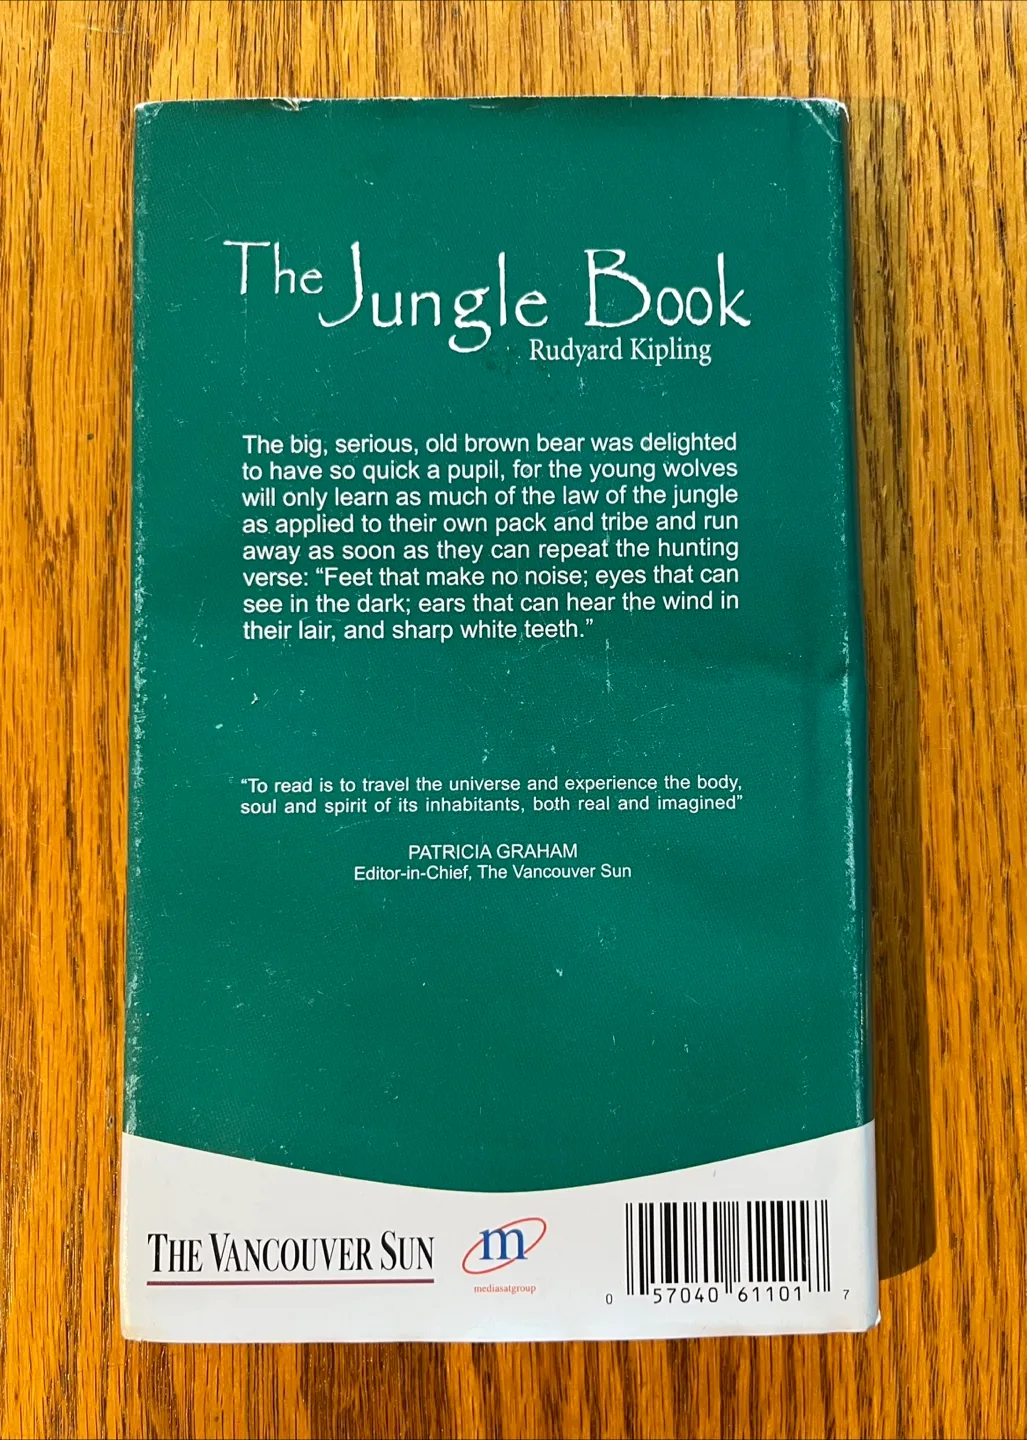 The Jungle Book
Rudyard Kipling
The big, serious, old brown bear was delighted
to have so quick a pupil, for the young wolves
will only learn as much of the law of the jungle
as applied to their own pack and tribe and run
away as soon as they can repeat the hunting
verse: “Feet that make no noise; eyes that can
see in the dark; ears that can hear the wind in
their lair, and sharp white teeth.”
“To read is to travel the universe and experience the body,
soul and spirit of its inhabitants, both real and imagined”
PATRICIA GRAHAM
Editor-in-Chief, The Vancouver Sun
THE VANCOUVER SUN
m
mediasatgroup
0 57040 61101 7